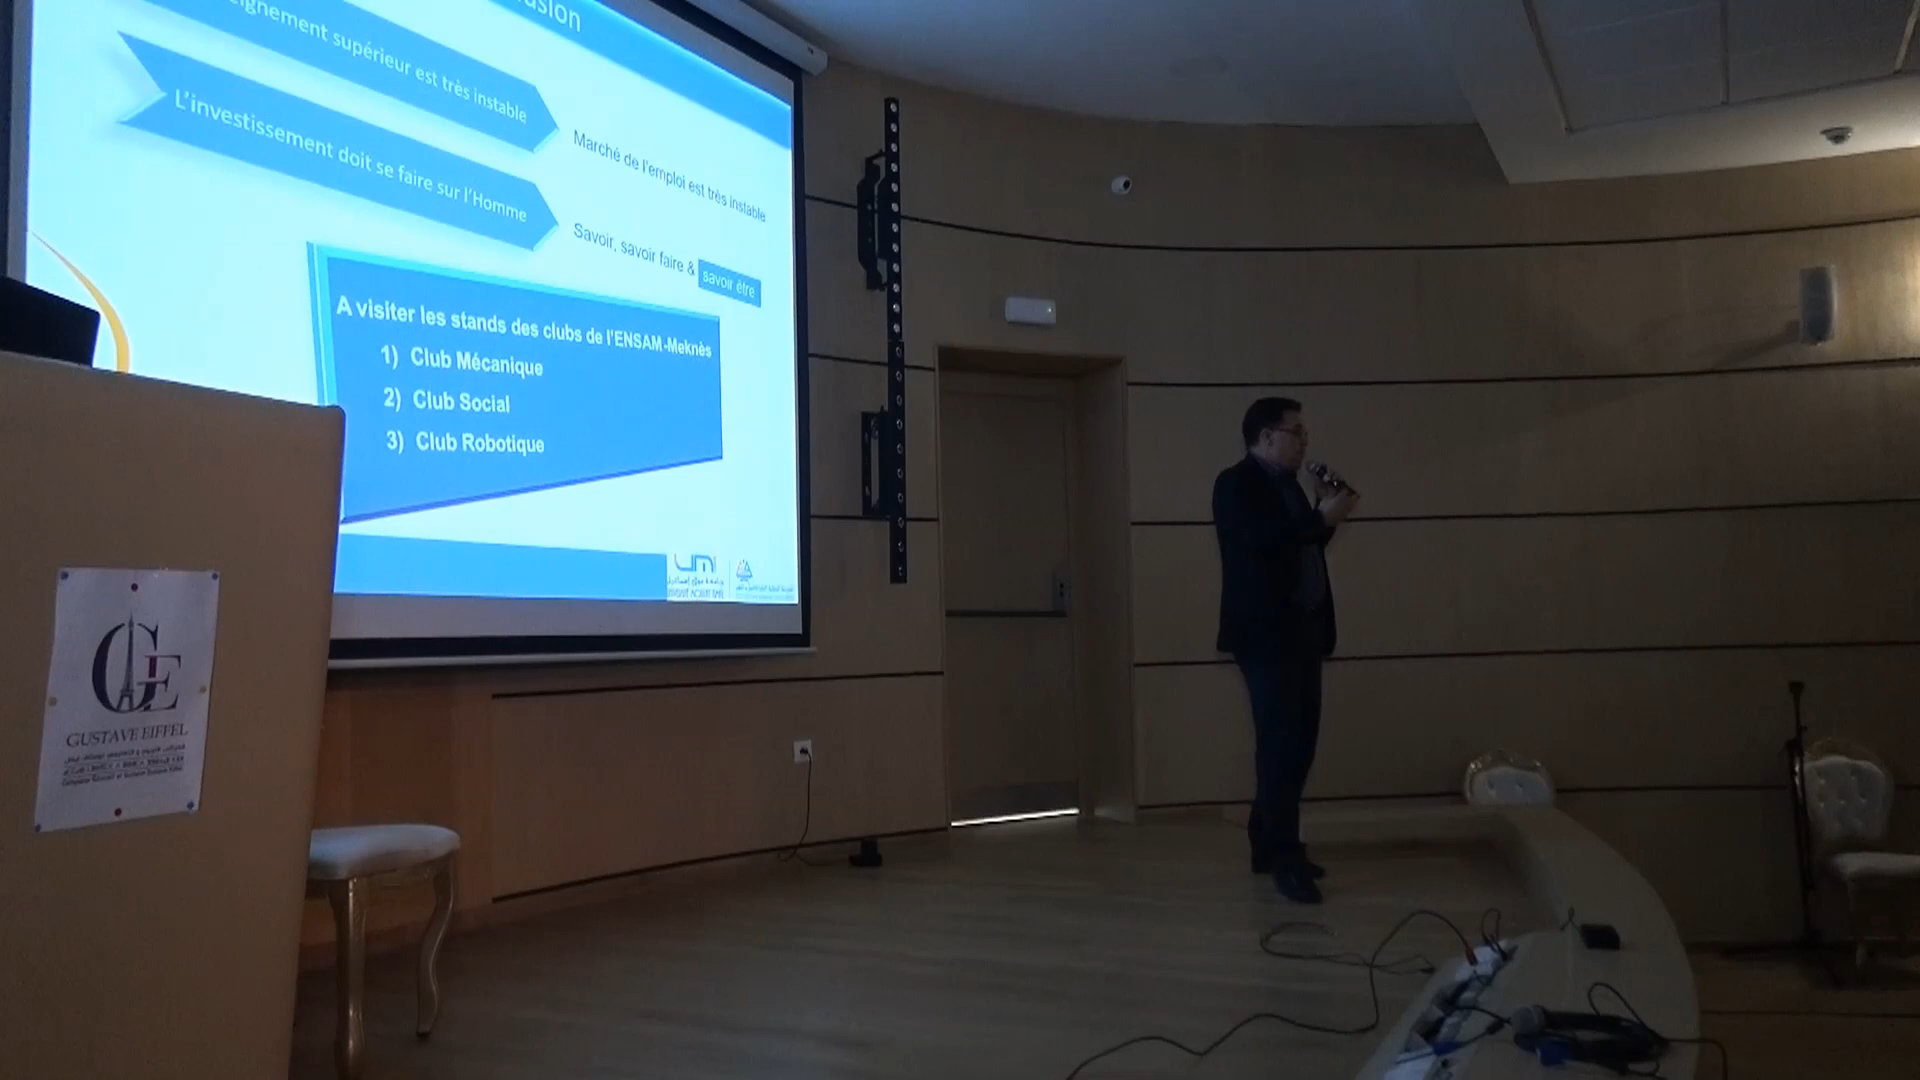 usion
eignement supérieur est très instable
Marché de l'emploi est très instable
L'investissement doit se faire sur l'Homme
Savoir, savoir faire & savoir être
A visiter les stands des clubs de l'ENSAM-Meknès
1) Club Mécanique
2) Club Social
3) Club Robotique
GE
GUSTAVE EIFFEL